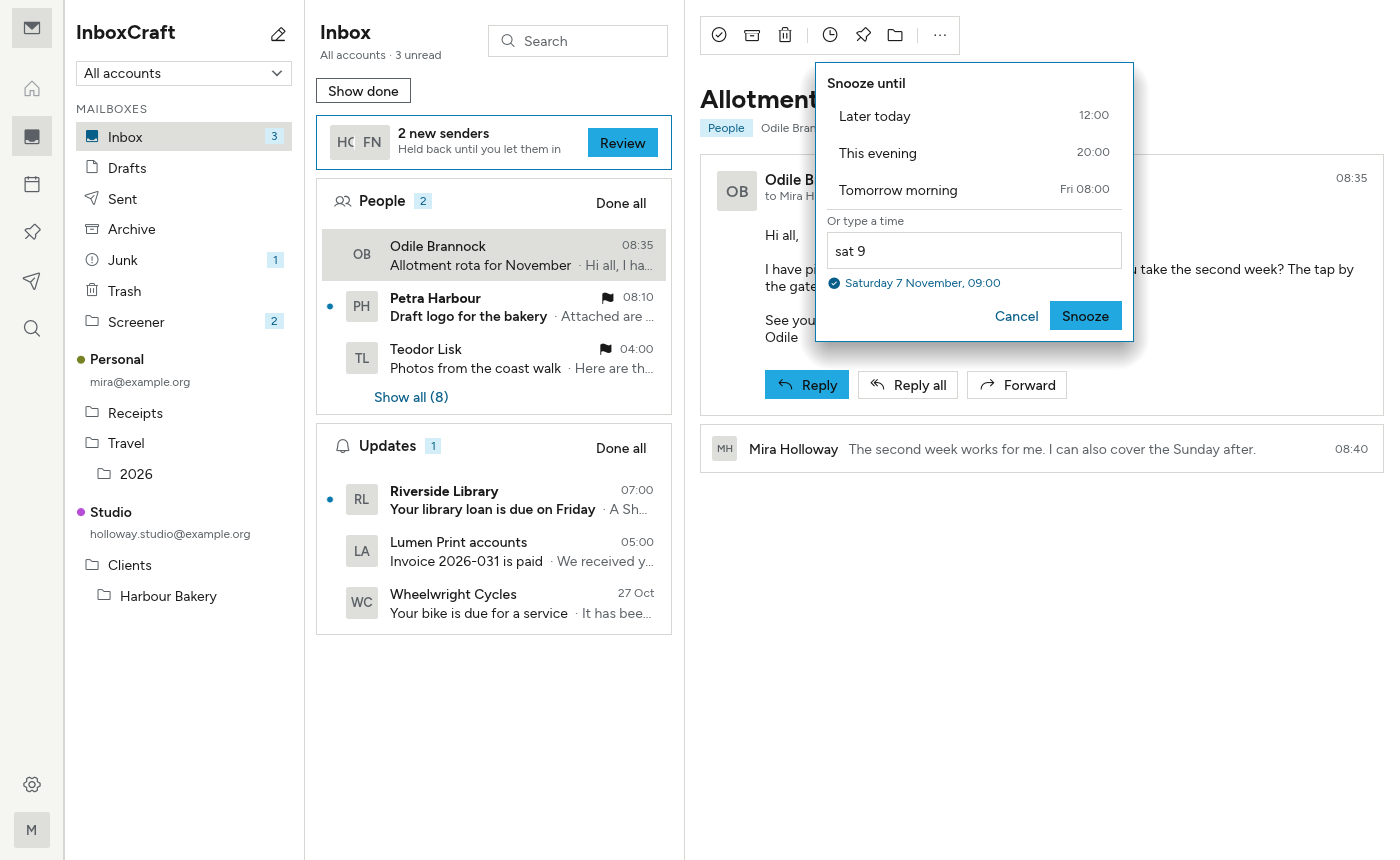 InboxCraft
All accounts
MAILBOXES
Inbox 3
Drafts
Sent
Archive
Junk 1
Trash
Screener 2
Personal
mira@example.org
Receipts
Travel
2026
Studio
holloway.studio@example.org
Clients
Harbour Bakery
M
Inbox
All accounts · 3 unread
Search
Show done
FN
2 new senders
Held back until you let them in
Review
People 2
Done all
OB
Odile Brannock 08:35
Allotment rota for November · Hi all, I ha...
PH
Petra Harbour 08:10
Draft logo for the bakery · Attached are ...
TL
Teodor Lisk 04:00
Photos from the coast walk · Here are th...
Show all (8)
Updates 1
Done all
RL
Riverside Library 07:00
Your library loan is due on Friday · A Sh...
LA
Lumen Print accounts 05:00
Invoice 2026-031 is paid · We received y...
WC
Wheelwright Cycles 27 Oct
Your bike is due for a service · It has bee...
Allotment
People Odile Bran
Snooze until
Later today 12:00
This evening 20:00
Tomorrow morning Fri 08:00
Or type a time
sat 9
Saturday 7 November, 09:00
Cancel
Snooze
OB
Odile B 08:35
to Mira H
Hi all,
I have pi take the second week? The tap by
the gate
See you
Odile
Reply
Reply all
Forward
MH
Mira Holloway The second week works for me. I can also cover the Sunday after. 08:40